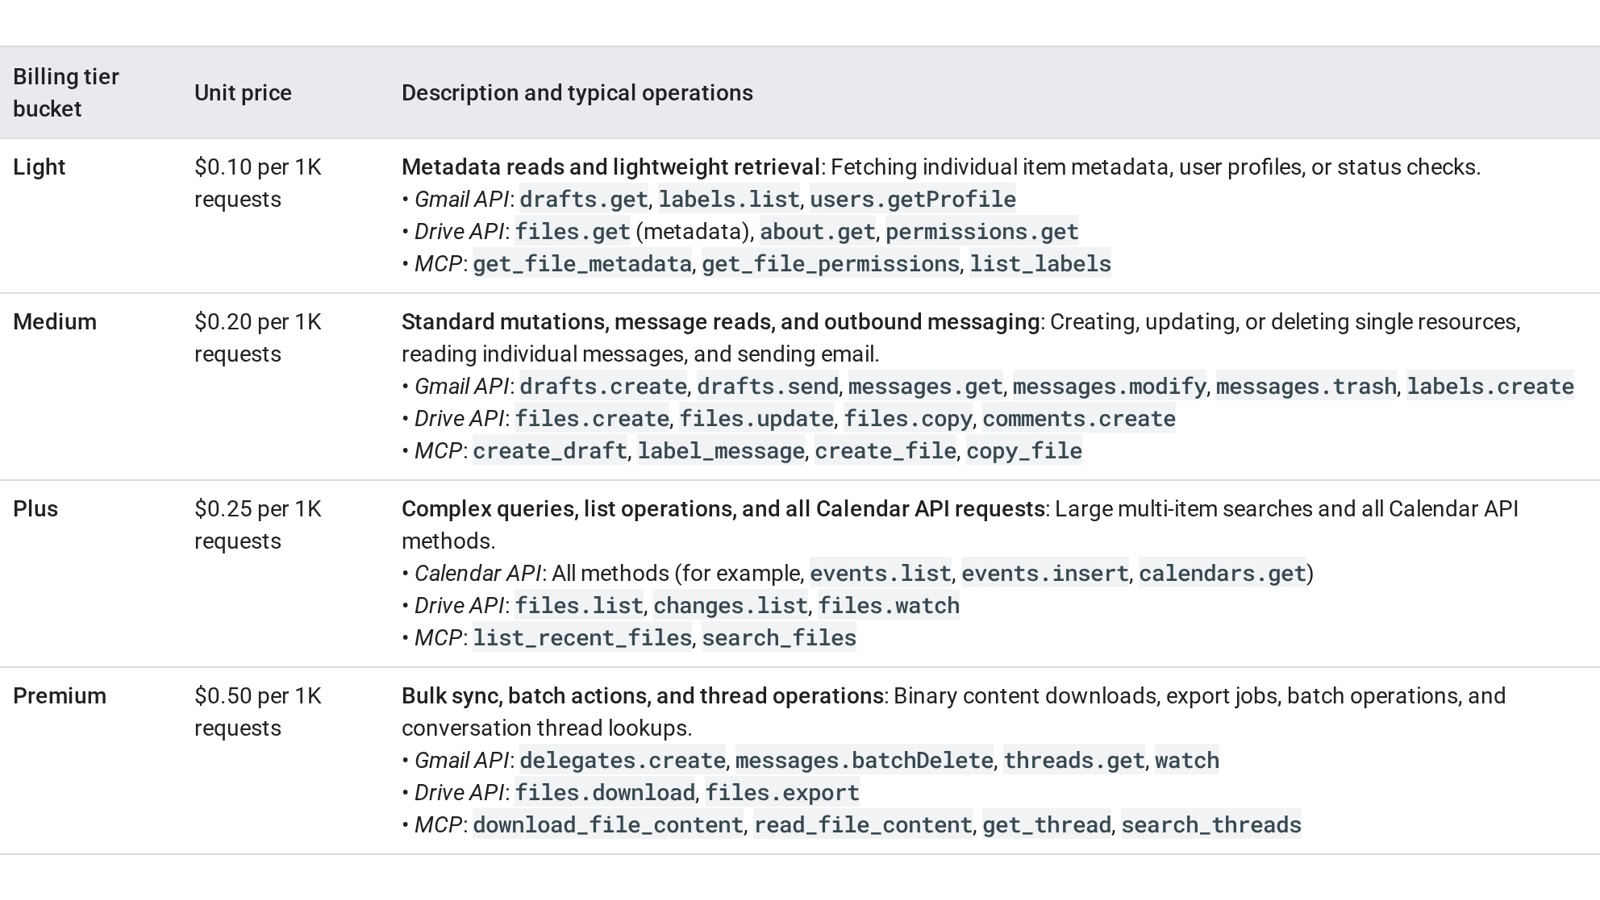 Billing tier
bucket
Unit price
Description and typical operations
Light
$0.10 per 1K
requests
Metadata reads and lightweight retrieval: Fetching individual item metadata, user profiles, or status checks.
• Gmail API: drafts.get, labels.list, users.getProfile
• Drive API: files.get (metadata), about.get, permissions.get
• MCP: get_file_metadata, get_file_permissions, list_labels
Medium
$0.20 per 1K
requests
Standard mutations, message reads, and outbound messaging: Creating, updating, or deleting single resources,
reading individual messages, and sending email.
• Gmail API: drafts.create, drafts.send, messages.get, messages.modify, messages.trash, labels.create
• Drive API: files.create, files.update, files.copy, comments.create
• MCP: create_draft, label_message, create_file, copy_file
Plus
$0.25 per 1K
requests
Complex queries, list operations, and all Calendar API requests: Large multi-item searches and all Calendar API
methods.
• Calendar API: All methods (for example, events.list, events.insert, calendars.get)
• Drive API: files.list, changes.list, files.watch
• MCP: list_recent_files, search_files
Premium
$0.50 per 1K
requests
Bulk sync, batch actions, and thread operations: Binary content downloads, export jobs, batch operations, and
conversation thread lookups.
• Gmail API: delegates.create, messages.batchDelete, threads.get, watch
• Drive API: files.download, files.export
• MCP: download_file_content, read_file_content, get_thread, search_threads